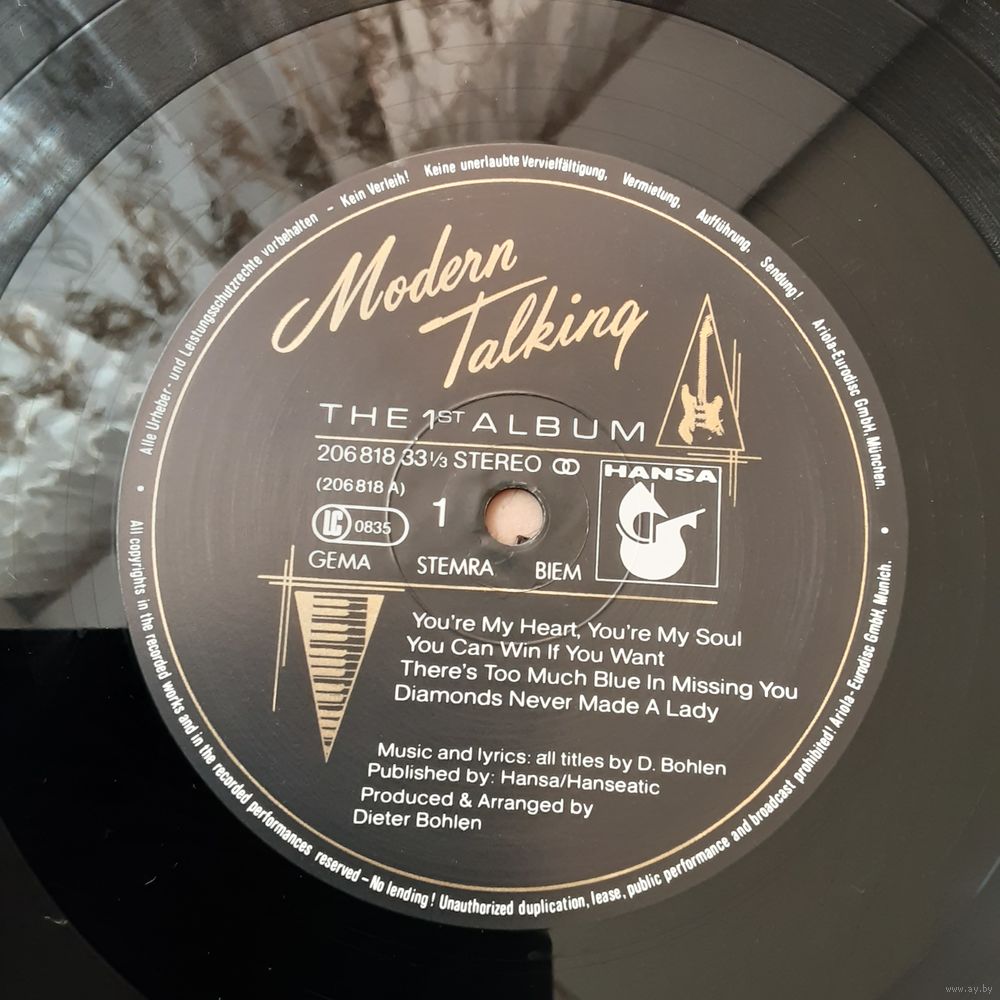 Alle Urheber- und Leistungsschutzrechte vorbehalten - Kein Verleih! Keine unerlaubte Vervielfältigung, Vermietung, Aufführung, Sendung! Ariola-Eurodisc GmbH, München.
Modern
Talking
THE 1ST ALBUM
206 818 33 1/3 STEREO
(206 818 A)
LC 0835
1
HANSA
GEMA STEMRA BIEM
You're My Heart, You're My Soul
You Can Win If You Want
There's Too Much Blue In Missing You
Diamonds Never Made A Lady
Music and lyrics: all titles by D. Bohlen
Published by: Hansa/Hanseatic
Produced & Arranged by
Dieter Bohlen
All copyrights in the recorded works and in the recorded performances reserved – No lending! Unauthorized duplication, lease, public performance and broadcast prohibited! Ariola-Eurodisc GmbH, Munich.
www.ay.by